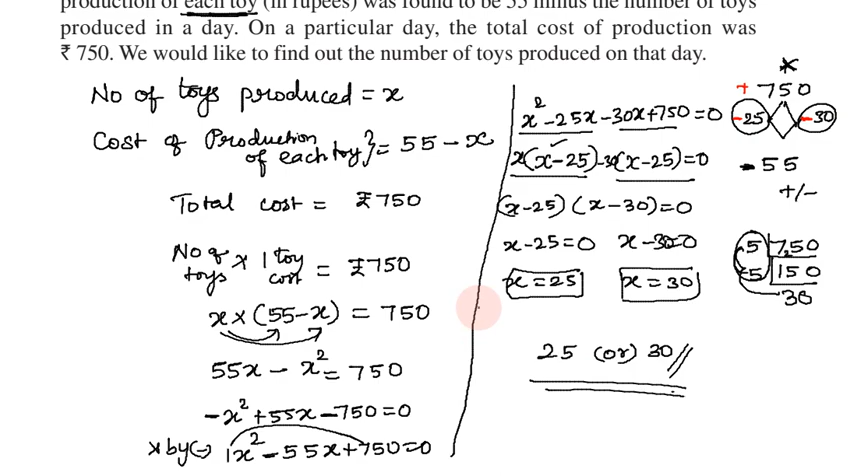 production of each toy (in rupees) was found to be 55 minus the number of toys
produced in a day. On a particular day, the total cost of production was
₹ 750. We would like to find out the number of toys produced on that day.
No of toys produced = x
Cost of Production of each toy } = 55 - x
Total cost = ₹750
No of toys × 1 toy cost = ₹750
x × (55-x) = 750
55x - x² = 750
-x² + 55x - 750 = 0
× by (-) 1x² - 55x + 750 = 0
x² - 25x - 30x + 750 = 0
x(x-25) - 30(x-25) = 0
(x-25) (x-30) = 0
x-25=0 x-30=0
x=25 x=30
25 (or) 30 //
*
+ 750
-25 -30
-55
+/-
5 | 750
5 | 150
30